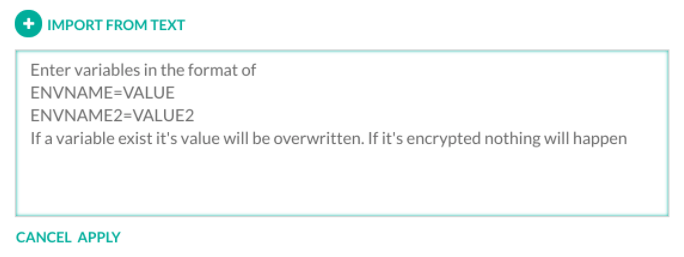 IMPORT FROM TEXT
Enter variables in the format of
ENVNAME=VALUE
ENVNAME2=VALUE2
If a variable exist it's value will be overwritten. If it's encrypted nothing will happen
CANCEL APPLY